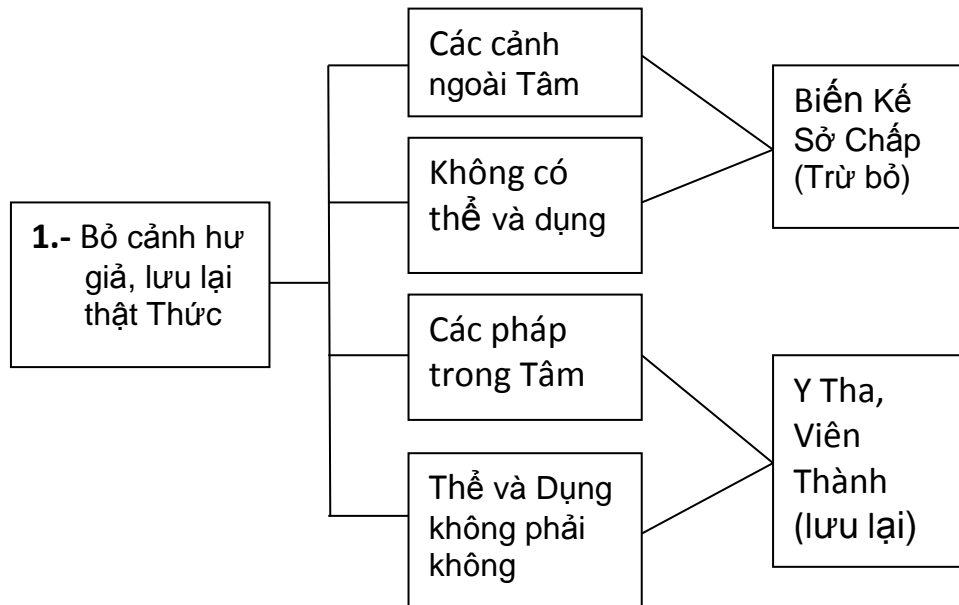 1.- Bỏ cảnh hư
giả, lưu lại
thật Thức
Các cảnh
ngoài Tâm
Không có
thể và dụng
Các pháp
trong Tâm
Thể và Dụng
không phải
không
Biến Kế
Sở Chấp
(Trừ bỏ)
Y Tha,
Viên
Thành
(lưu lại)